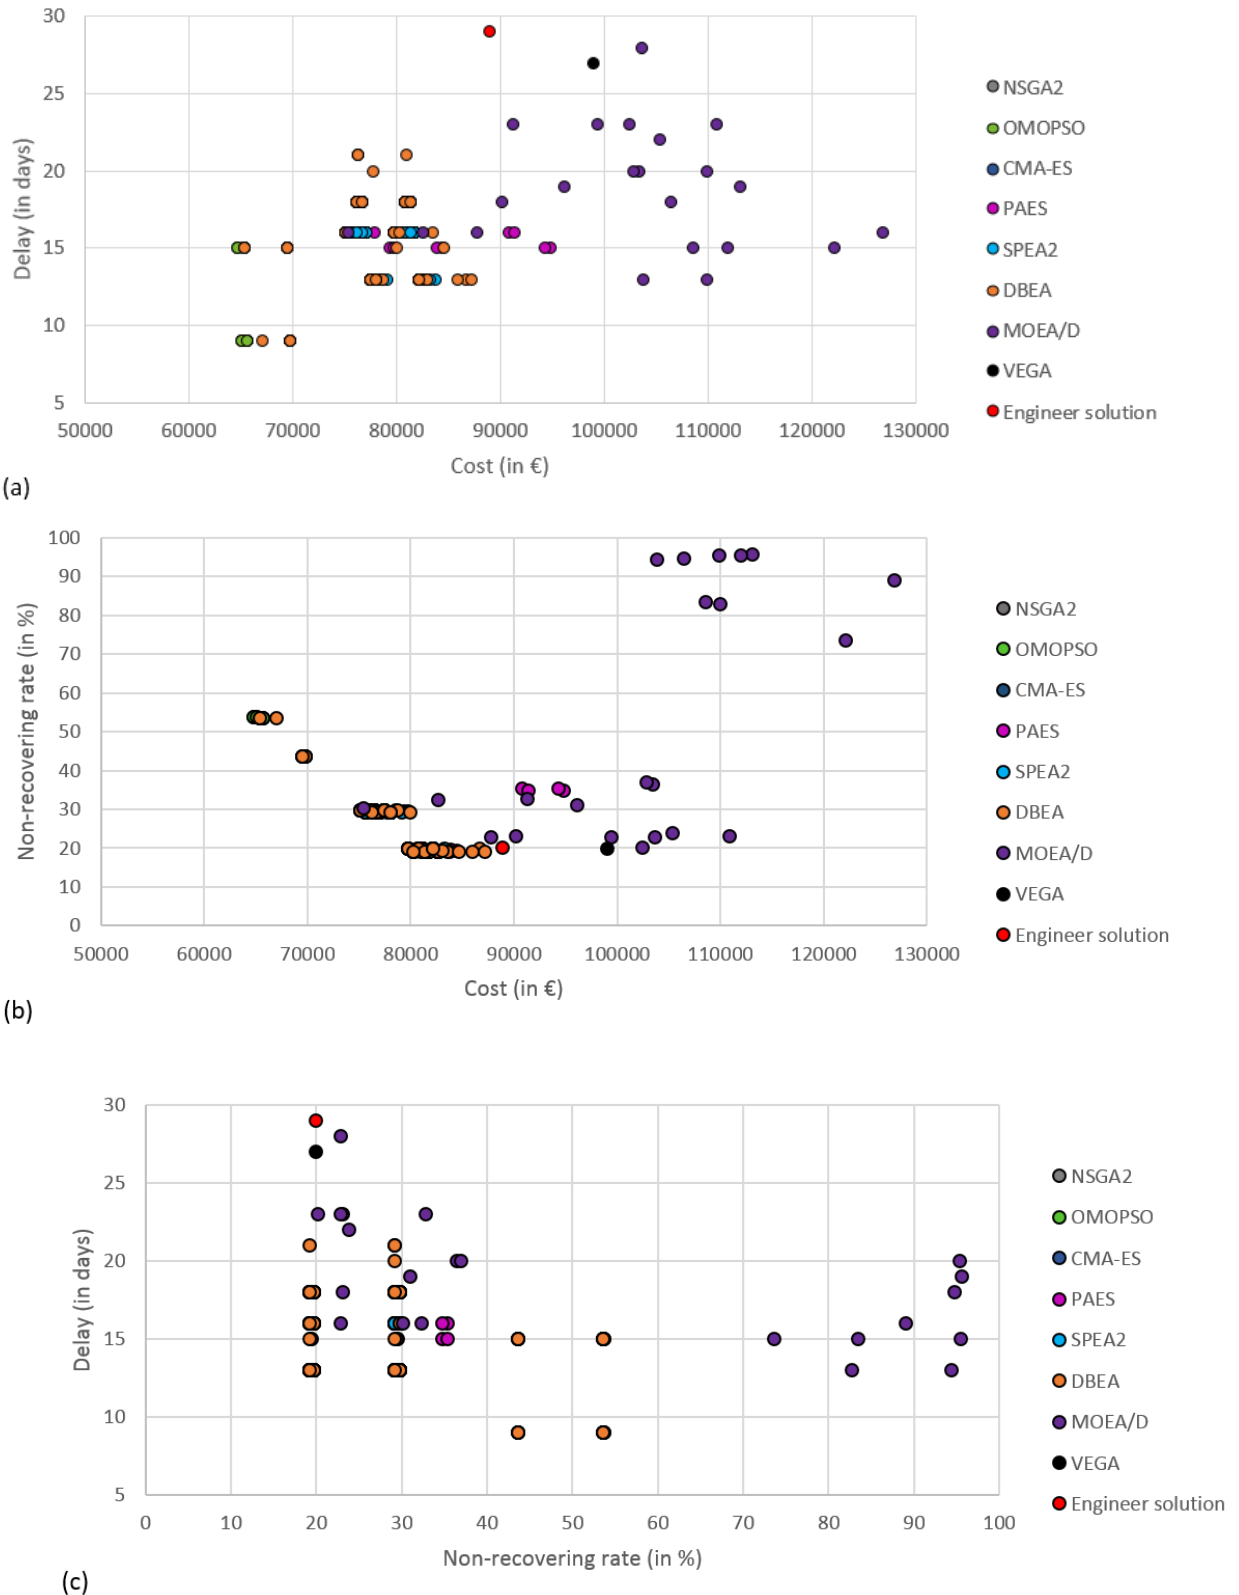 30
25
20
15
10
5
Delay (in days)
50000 60000 70000 80000 90000 100000 110000 120000 130000
Cost (in €)
NSGA2
OMOPSO
CMA-ES
PAES
SPEA2
DBEA
MOEA/D
VEGA
Engineer solution
(a)
100
90
80
70
60
50
40
30
20
10
0
Non-recovering rate (in %)
50000 60000 70000 80000 90000 100000 110000 120000 130000
Cost (in €)
NSGA2
OMOPSO
CMA-ES
PAES
SPEA2
DBEA
MOEA/D
VEGA
Engineer solution
(b)
30
25
20
15
10
5
Delay (in days)
0 10 20 30 40 50 60 70 80 90 100
Non-recovering rate (in %)
NSGA2
OMOPSO
CMA-ES
PAES
SPEA2
DBEA
MOEA/D
VEGA
Engineer solution
(c)